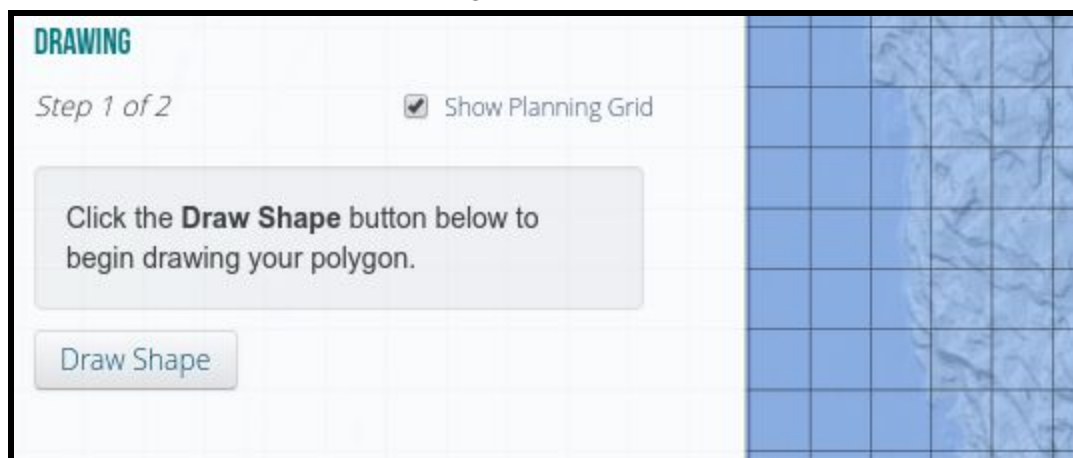 DRAWING
Step 1 of 2
Show Planning Grid
Click the Draw Shape button below to
begin drawing your polygon.
Draw Shape